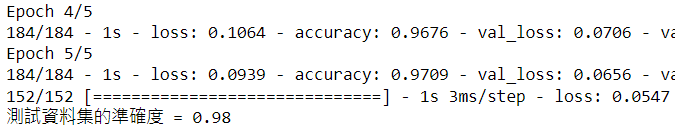 Epoch 4/5
184/184 - 1s - loss: 0.1064 - accuracy: 0.9676 - val_loss: 0.0706 - va
Epoch 5/5
184/184 - 1s - loss: 0.0939 - accuracy: 0.9709 - val_loss: 0.0656 - va
152/152 [==============================] - 1s 3ms/step - loss: 0.0547
測試資料集的準確度 = 0.98